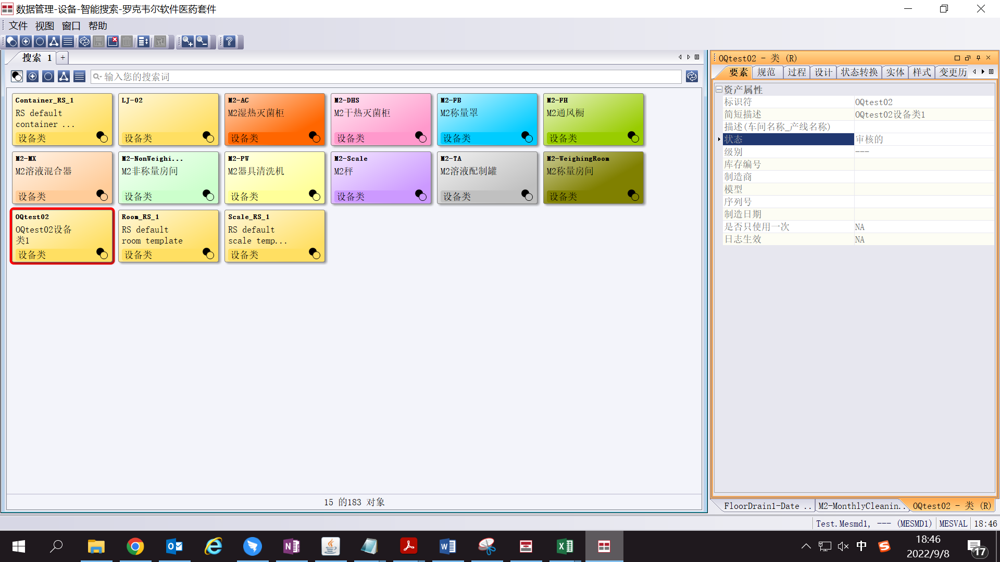 数据管理-设备-智能搜索-罗克韦尔软件医药套件
文件 视图 窗口 帮助
搜索 1 +
输入您的搜索词
Container_RS_1
RS default
container ...
设备类
LJ-02
设备类
M2-AC
M2湿热灭菌柜
设备类
M2-DHS
M2干热灭菌柜
设备类
M2-FB
M2称量罩
设备类
M2-FH
M2通风橱
设备类
M2-MX
M2溶液混合器
设备类
M2-NonWeighi...
M2非称量房间
设备类
M2-PW
M2器具清洗机
设备类
M2-Scale
M2秤
设备类
M2-TA
M2溶液配制罐
设备类
M2-WeighingRoom
M2称量房间
设备类
OQtest02
OQtest02设备
类1
设备类
Room_RS_1
RS default
room template
设备类
Scale_RS_1
RS default
scale temp...
设备类
15 的183 对象
OQtest02 - 类 (R)
要素 规范 过程 设计 状态转换 实体 样式 变更历
资产属性
标识符 OQtest02
简短描述 OQtest02设备类1
描述(车间名称_产线名称)
状态 审核的
级别 ---
库存编号
制造商
模型
序列号
制造日期
是否只使用一次 NA
日志生效 NA
FloorDrain1-Date .. M2-MonthlyCleanin.. OQtest02 - 类 (R)
Test.Mesmd1, --- (MESMD1) MESVAL 18:46
中
18:46
2022/9/8
17